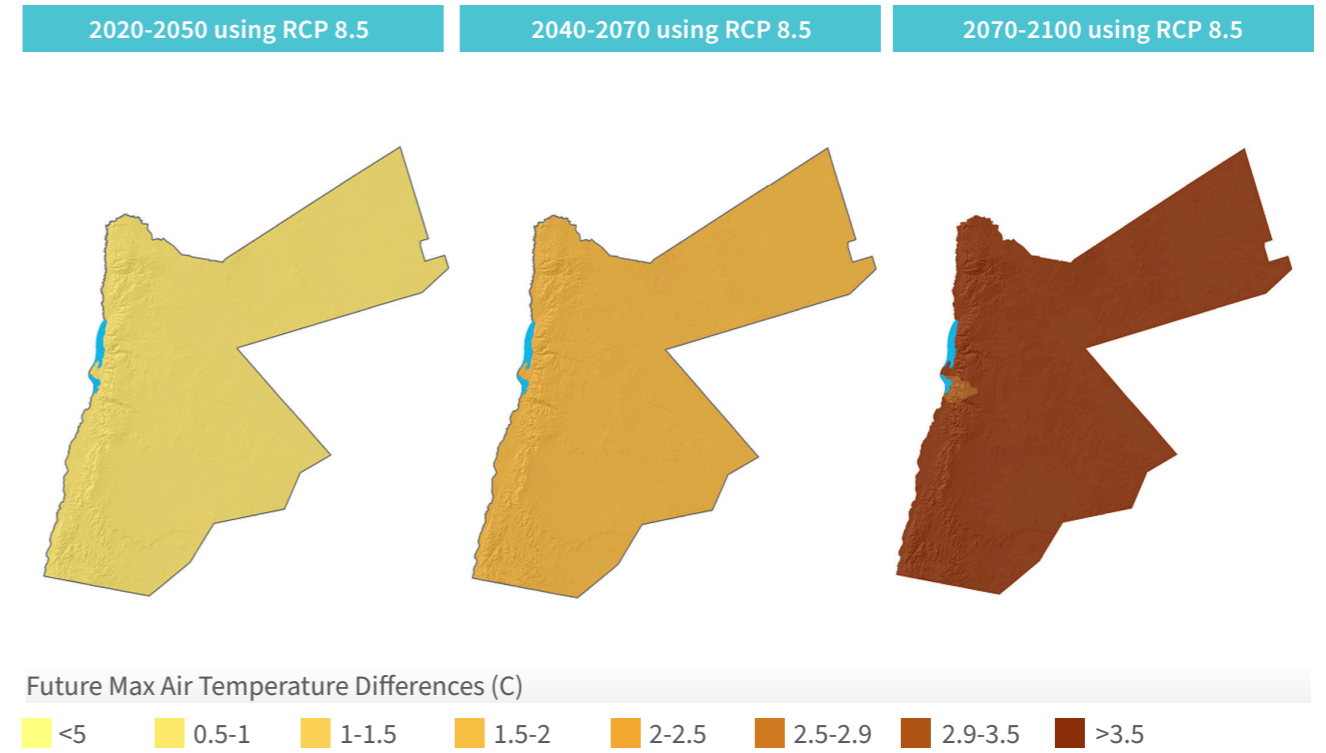 2020-2050 using RCP 8.5
2040-2070 using RCP 8.5
2070-2100 using RCP 8.5
Future Max Air Temperature Differences (C)
<5
0.5-1
1-1.5
1.5-2
2-2.5
2.5-2.9
2.9-3.5
>3.5